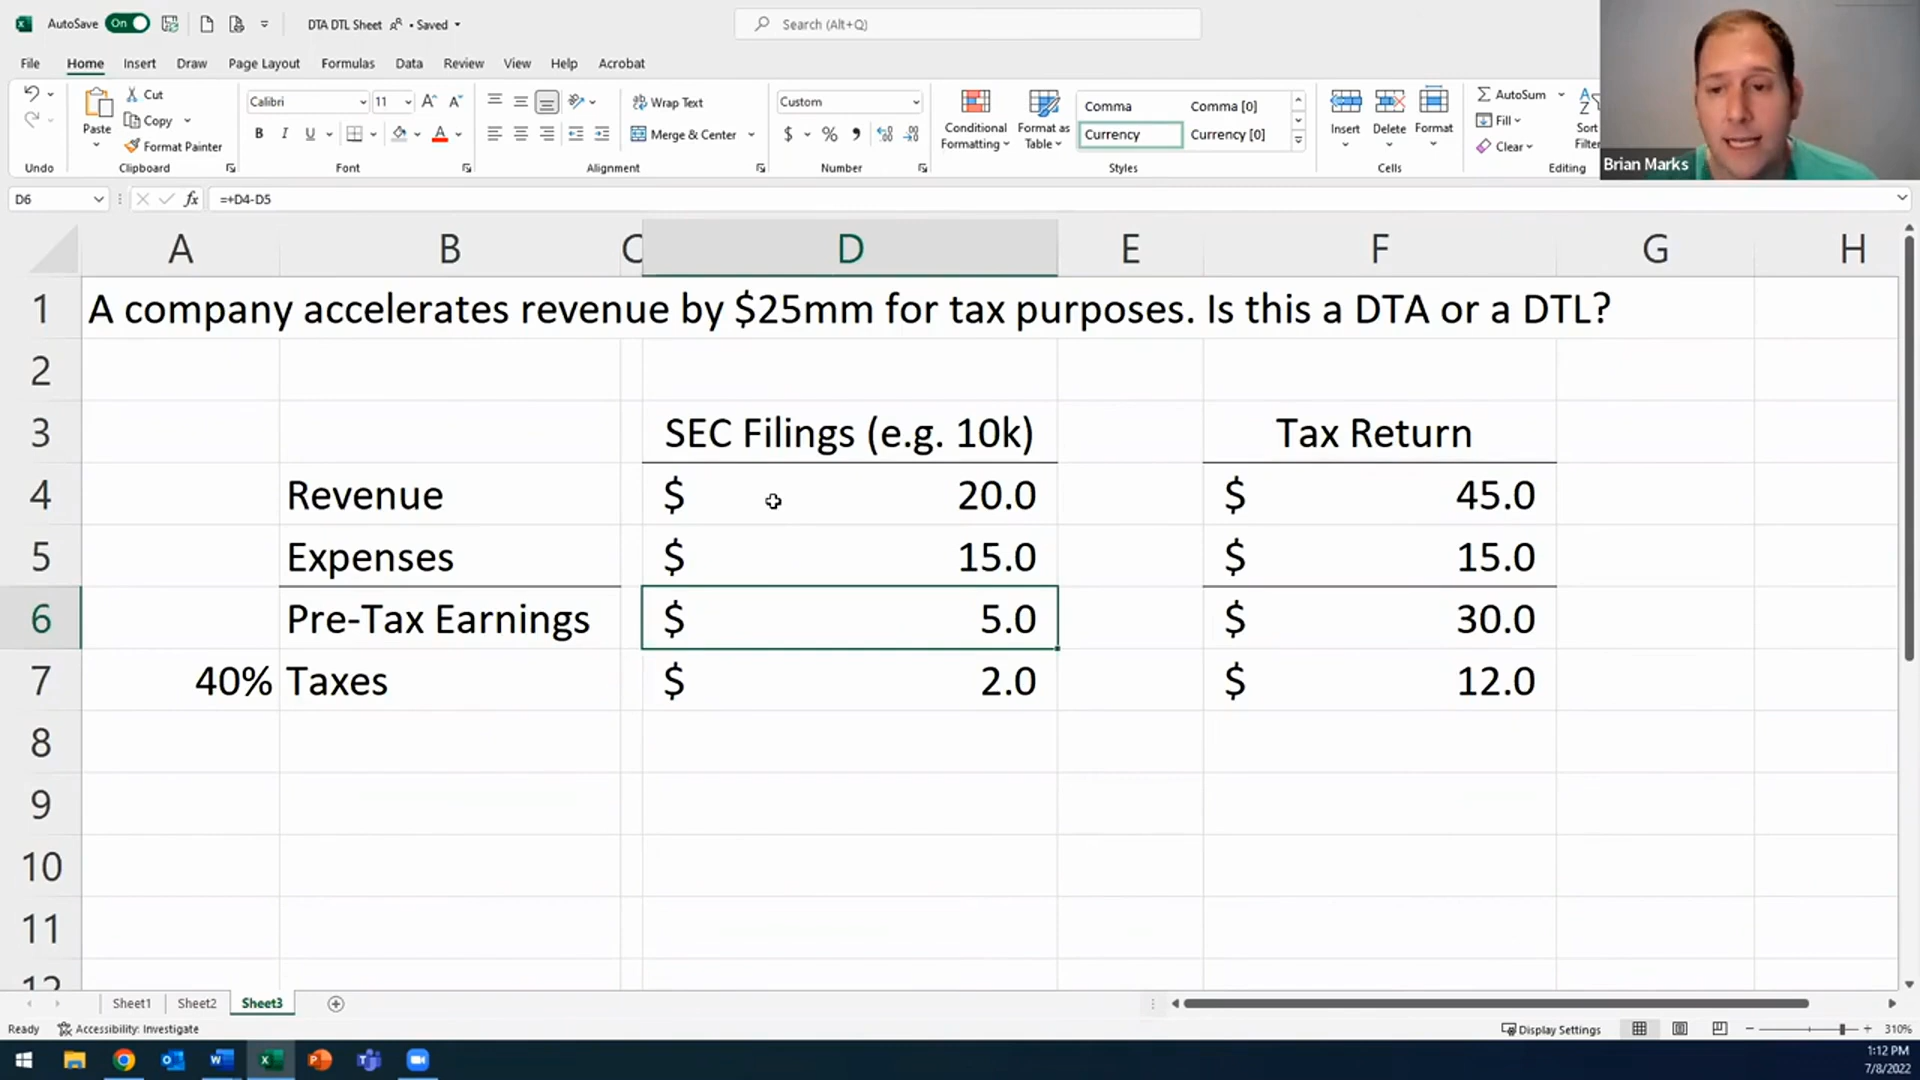 AutoSave On DTA DTL Sheet • Saved Search (Alt+Q)
File Home Insert Draw Page Layout Formulas Data Review View Help Acrobat
Cut
Copy
Format Painter
Paste
Calibri 11
B I U
Wrap Text
Merge & Center
Custom
$ % ,
Conditional Formatting
Format as Table
Comma Comma [0]
Currency Currency [0]
Insert Delete Format
AutoSum
Fill
Clear
Sort
Filter
Undo Clipboard Font Alignment Number Styles Cells Editing
Brian Marks
D6 fx =+D4-D5
A B C D E F G H
1 A company accelerates revenue by $25mm for tax purposes. Is this a DTA or a DTL?
2
3 SEC Filings (e.g. 10k) Tax Return
4 Revenue $ 20.0 $ 45.0
5 Expenses $ 15.0 $ 15.0
6 Pre-Tax Earnings $ 5.0 $ 30.0
7 40% Taxes $ 2.0 $ 12.0
8
9
10
11
12
Sheet1 Sheet2 Sheet3
Ready Accessibility: Investigate Display Settings 310%
1:12 PM
7/8/2022